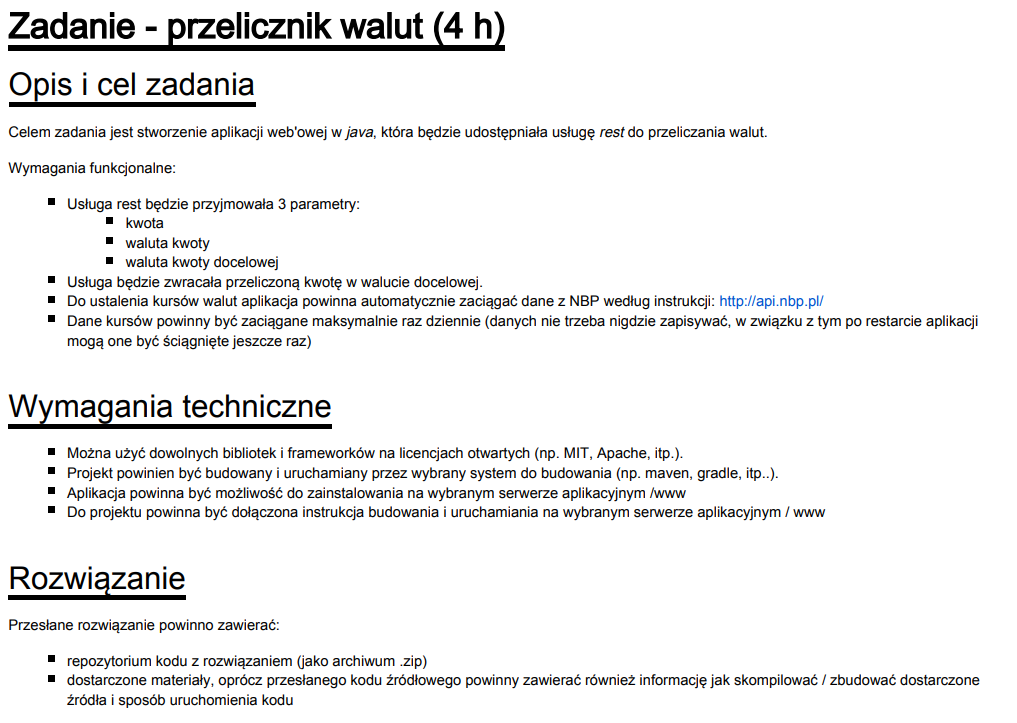 Zadanie - przelicznik walut (4 h)
Opis i cel zadania
Celem zadania jest stworzenie aplikacji web'owej w java, która będzie udostępniała usługę rest do przeliczania walut.
Wymagania funkcjonalne:
Usługa rest będzie przyjmowała 3 parametry:
kwota
waluta kwoty
waluta kwoty docelowej
Usługa będzie zwracała przeliczoną kwotę w walucie docelowej.
Do ustalenia kursów walut aplikacja powinna automatycznie zaciągać dane z NBP według instrukcji: http://api.nbp.pl/
Dane kursów powinny być zaciągane maksymalnie raz dziennie (danych nie trzeba nigdzie zapisywać, w związku z tym po restarcie aplikacji
mogą one być ściągnięte jeszcze raz)
Wymagania techniczne
Można użyć dowolnych bibliotek i frameworków na licencjach otwartych (np. MIT, Apache, itp.).
Projekt powinien być budowany i uruchamiany przez wybrany system do budowania (np. maven, gradle, itp..).
Aplikacja powinna być możliwość do zainstalowania na wybranym serwerze aplikacyjnym /www
Do projektu powinna być dołączona instrukcja budowania i uruchamiania na wybranym serwerze aplikacyjnym / www
Rozwiązanie
Przesłane rozwiązanie powinno zawierać:
repozytorium kodu z rozwiązaniem (jako archiwum .zip)
dostarczone materiały, oprócz przesłanego kodu źródłowego powinny zawierać również informację jak skompilować / zbudować dostarczone
źródła i sposób uruchomienia kodu